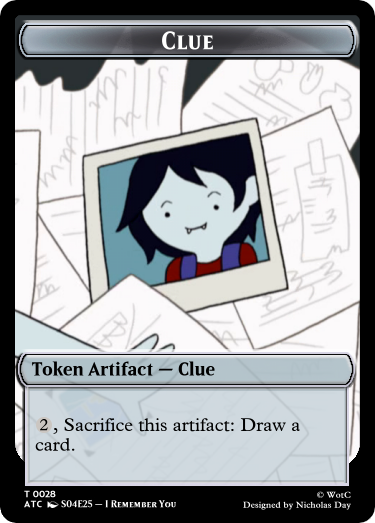 Clue
Token Artifact — Clue
2, Sacrifice this artifact: Draw a
card.
T 0028
© WotC
ATC S04E25 — I Remember You
Designed by Nicholas Day